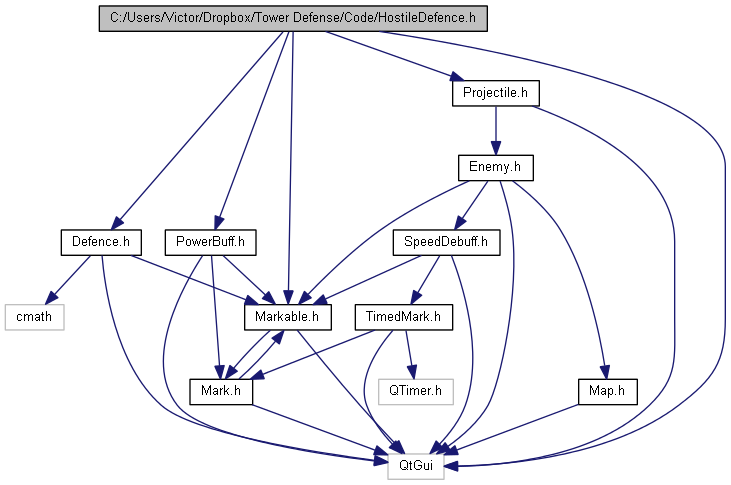 C:/Users/Victor/Dropbox/Tower Defense/Code/HostileDefence.h
Projectile.h
Enemy.h
Defence.h
PowerBuff.h
SpeedDebuff.h
cmath
Markable.h
TimedMark.h
Mark.h
QTimer.h
Map.h
QtGui